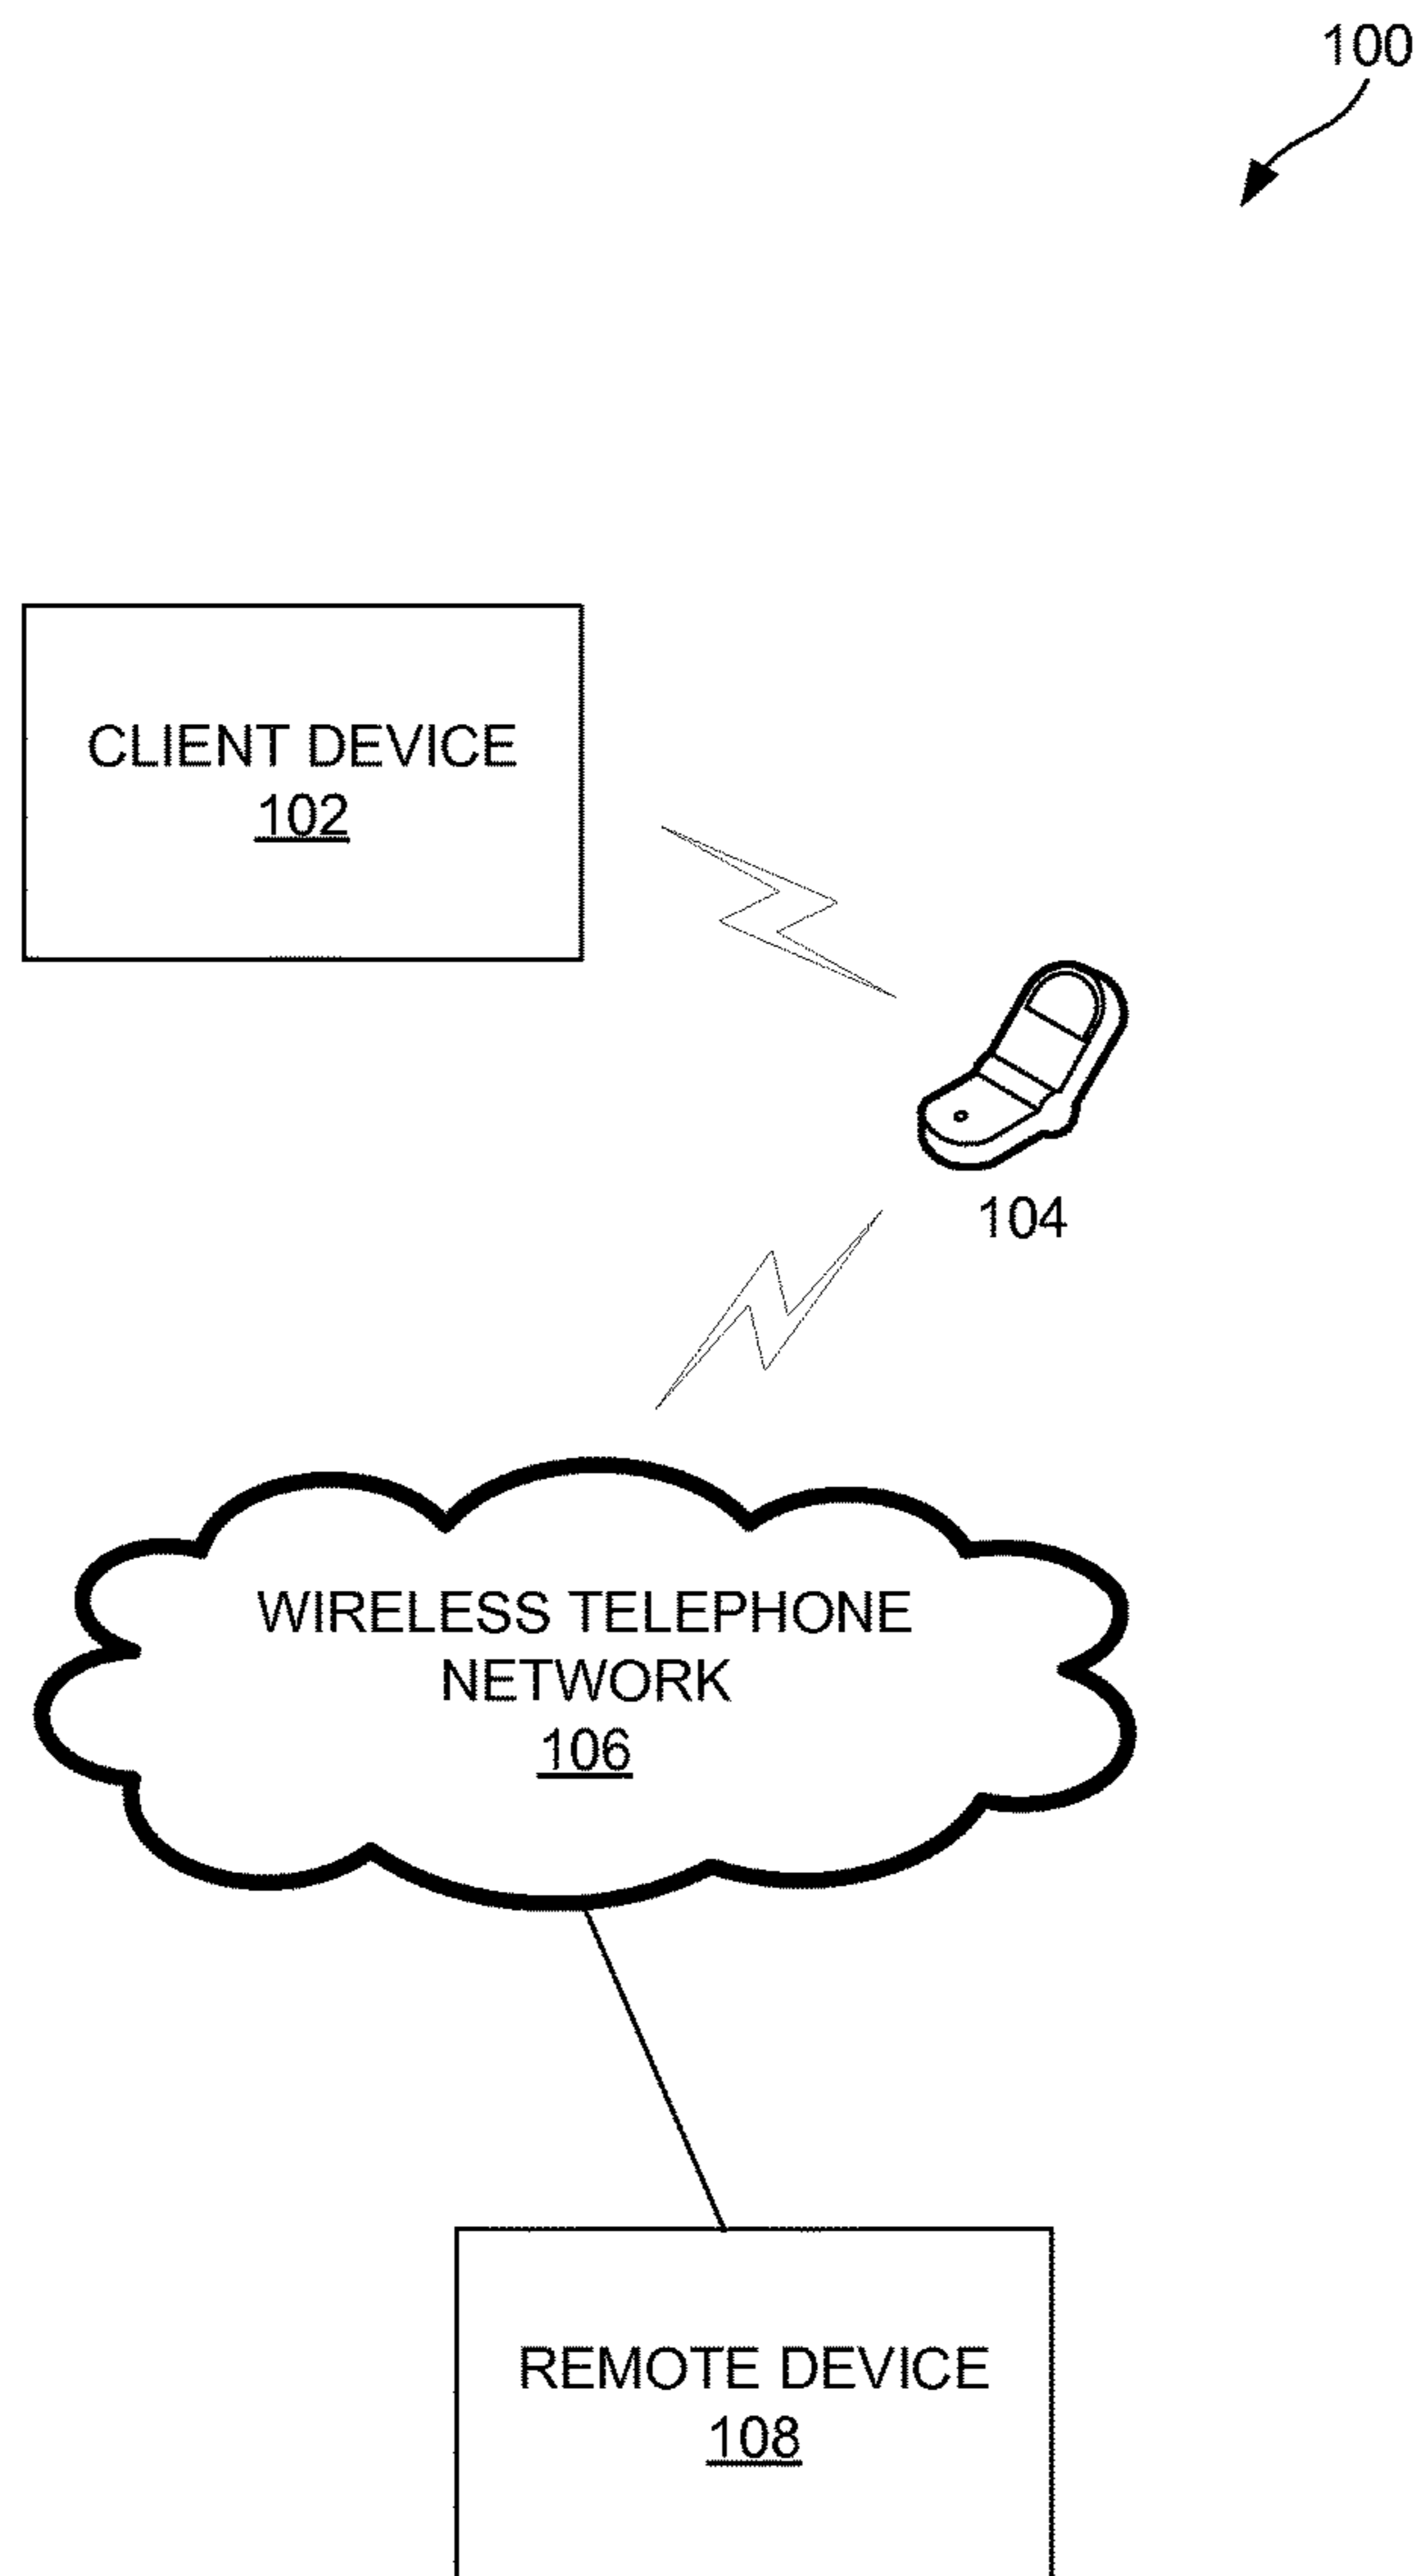 100
CLIENT DEVICE
102
104
WIRELESS TELEPHONE
NETWORK
106
REMOTE DEVICE
108